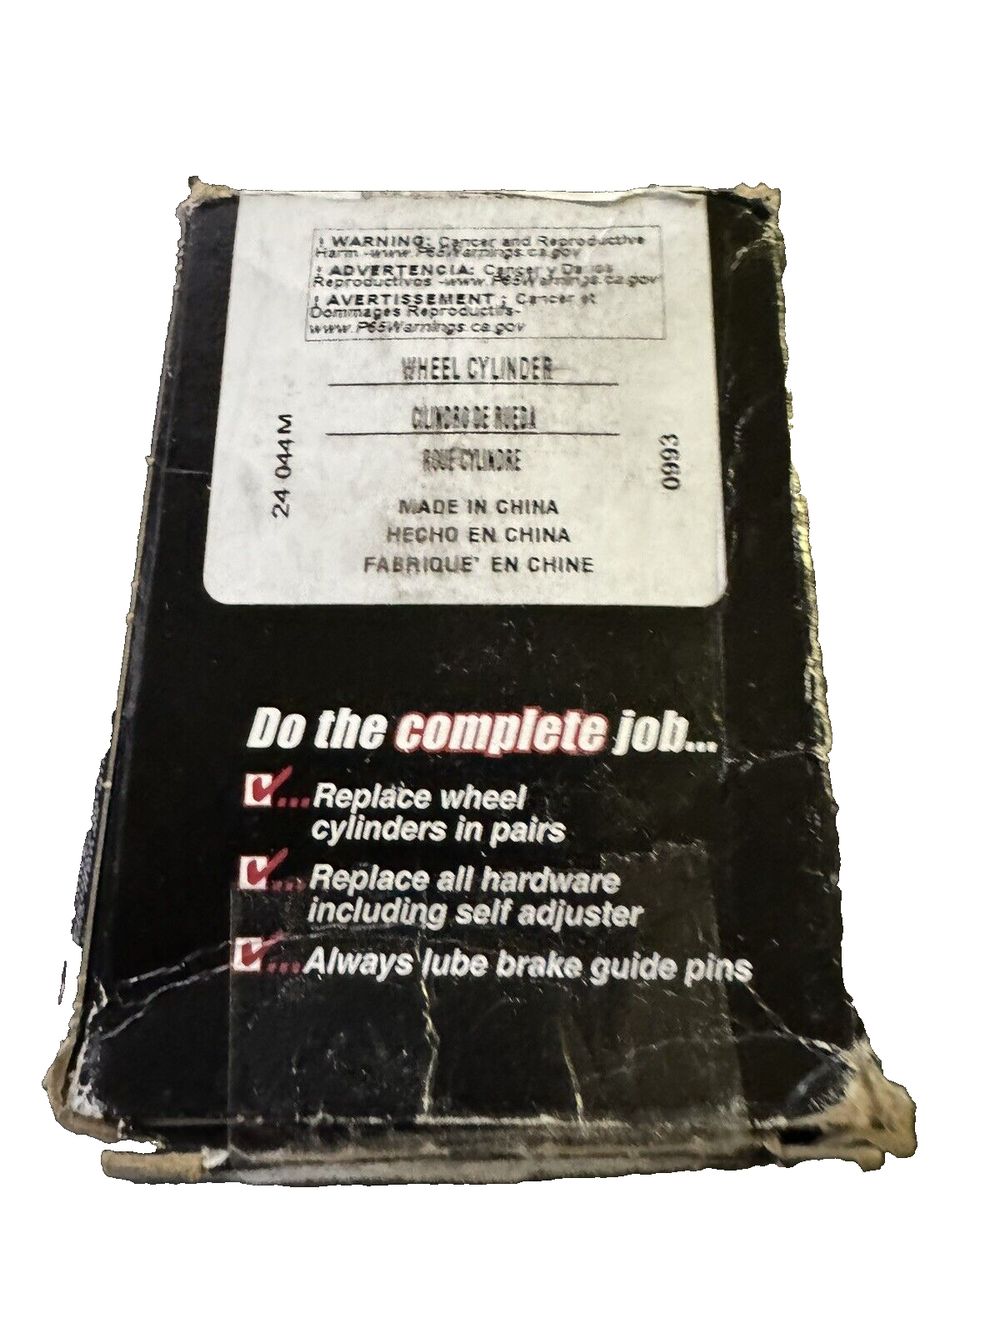 ! WARNING: Cancer and Reproductive
Harm -www.P65Warnings.ca.gov
! ADVERTENCIA: Cancer y Daños
Reproductivos -www.P65Warnings.ca.gov
! AVERTISSEMENT : Cancer et
Dommages Reproductifs-
www.P65Warnings.ca.gov
WHEEL CYLINDER
CILINDRO DE RUEDA
ROUE CYLINDRE
24 044M
0993
MADE IN CHINA
HECHO EN CHINA
FABRIQUE' EN CHINE
Do the complete job...
...Replace wheel
cylinders in pairs
...Replace all hardware
including self adjuster
...Always lube brake guide pins